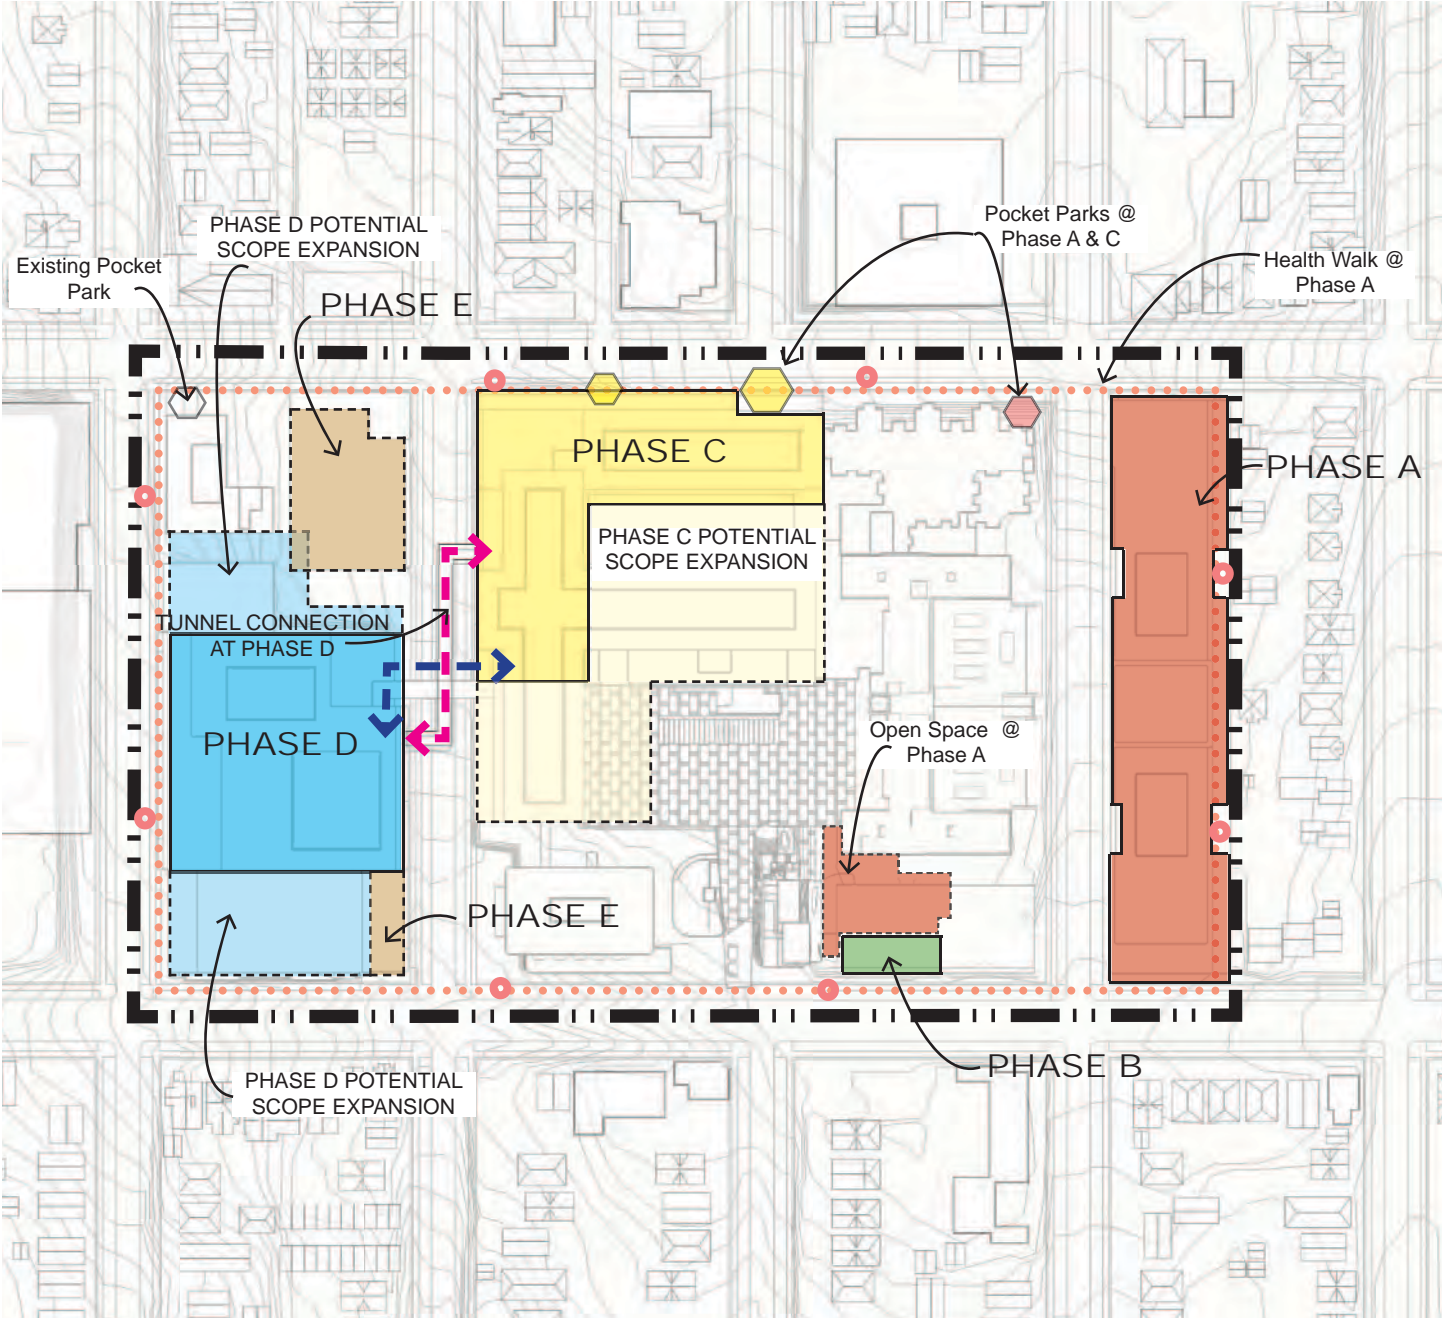 Pocket Parks @
Phase A & C
PHASE D POTENTIAL
SCOPE EXPANSION
Existing Pocket
Park
Health Walk @
Phase A
PHASE E
PHASE C
PHASE A
PHASE C POTENTIAL
SCOPE EXPANSION
TUNNEL CONNECTION
AT PHASE D
PHASE D
Open Space @
Phase A
PHASE E
PHASE B
PHASE D POTENTIAL
SCOPE EXPANSION